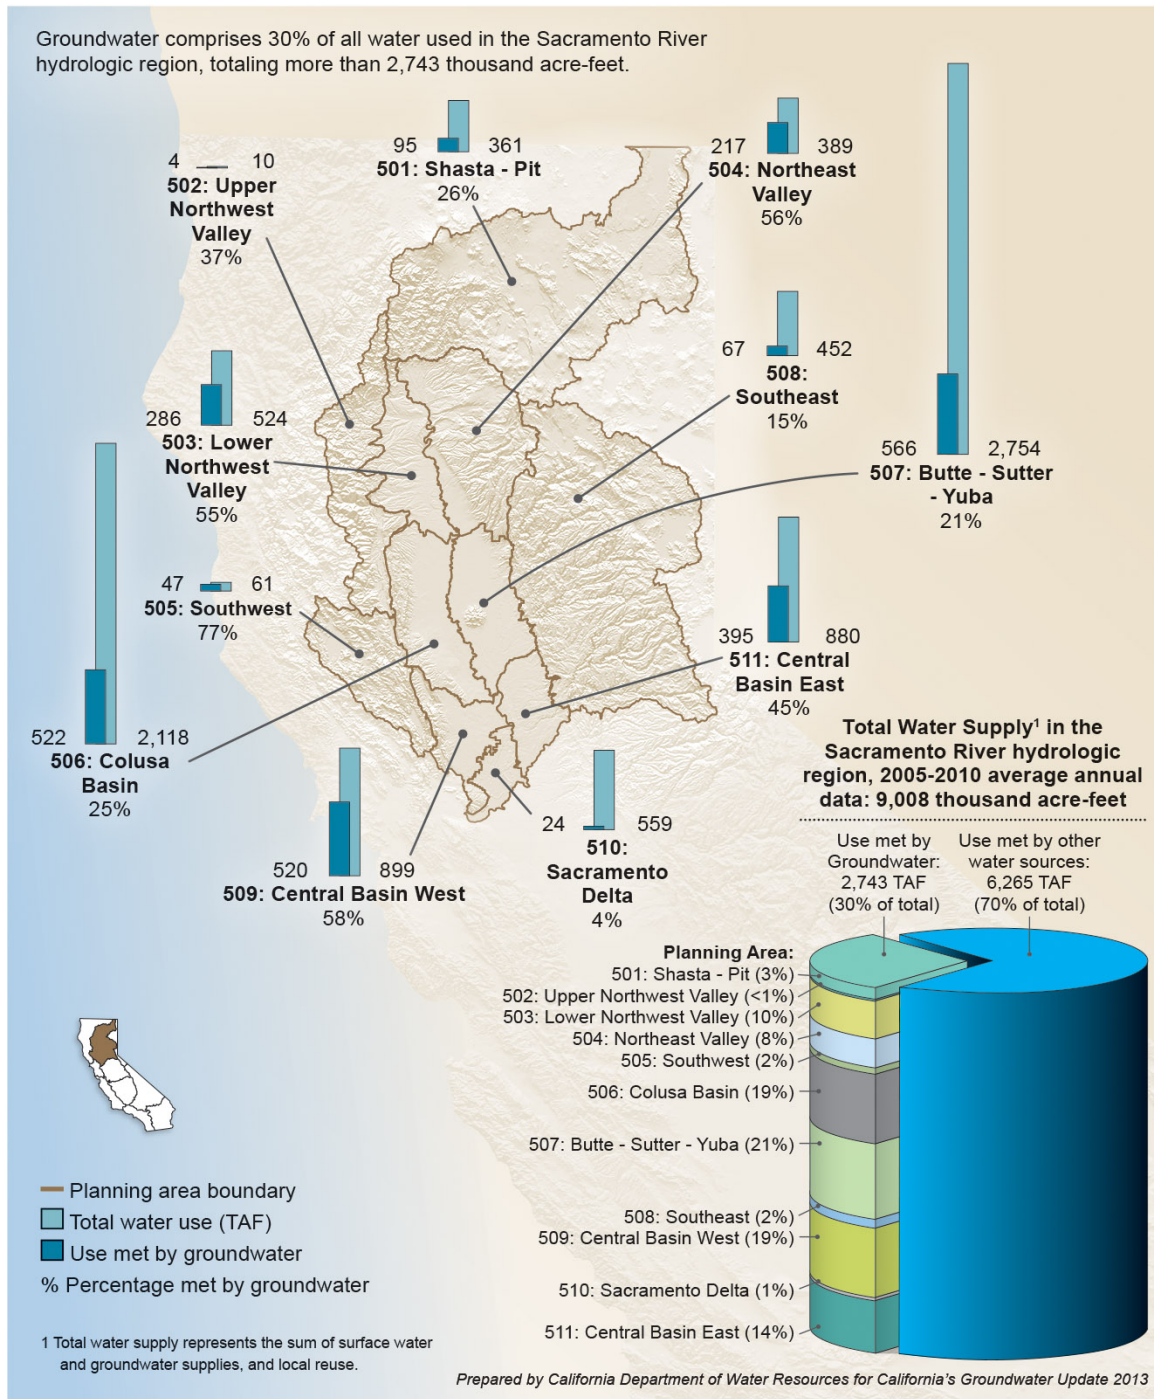 Groundwater comprises 30% of all water used in the Sacramento River
hydrologic region, totaling more than 2,743 thousand acre-feet.
4 10
502: Upper
Northwest
Valley
37%
95 361
501: Shasta - Pit
26%
217 389
504: Northeast
Valley
56%
67 452
508:
Southeast
15%
286 524
503: Lower
Northwest
Valley
55%
566 2,754
507: Butte - Sutter
- Yuba
21%
47 61
505: Southwest
77%
395 880
511: Central
Basin East
45%
522 2,118
506: Colusa
Basin
25%
520 899
509: Central Basin West
58%
24 559
510:
Sacramento
Delta
4%
Total Water Supply¹ in the
Sacramento River hydrologic
region, 2005-2010 average annual
data: 9,008 thousand acre-feet
Use met by
Groundwater:
2,743 TAF
(30% of total)
Use met by other
water sources:
6,265 TAF
(70% of total)
Planning Area:
501: Shasta - Pit (3%)
502: Upper Northwest Valley (<1%)
503: Lower Northwest Valley (10%)
504: Northeast Valley (8%)
505: Southwest (2%)
506: Colusa Basin (19%)
507: Butte - Sutter - Yuba (21%)
508: Southeast (2%)
509: Central Basin West (19%)
510: Sacramento Delta (1%)
511: Central Basin East (14%)
Planning area boundary
Total water use (TAF)
Use met by groundwater
% Percentage met by groundwater
1 Total water supply represents the sum of surface water
and groundwater supplies, and local reuse.
Prepared by California Department of Water Resources for California's Groundwater Update 2013